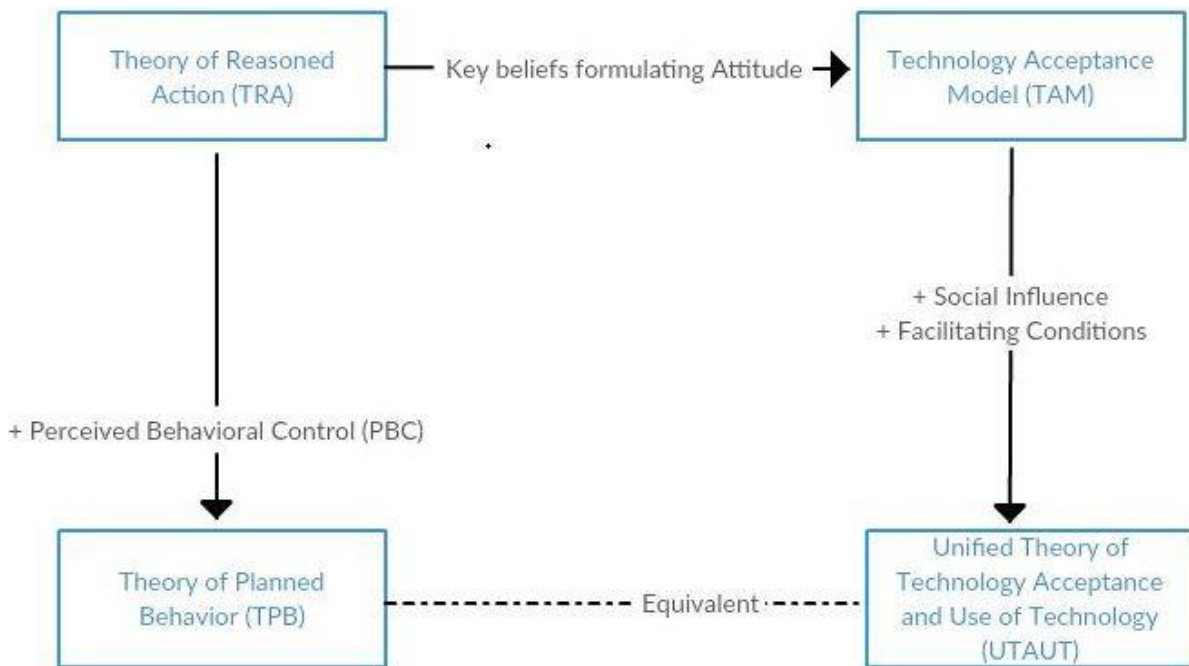 Theory of Reasoned
Action (TRA)
Key beliefs formulating Attitude
Technology Acceptance
Model (TAM)
+ Social Influence
+ Facilitating Conditions
+ Perceived Behavioral Control (PBC)
Theory of Planned
Behavior (TPB)
Equivalent
Unified Theory of
Technology Acceptance
and Use of Technology
(UTAUT)